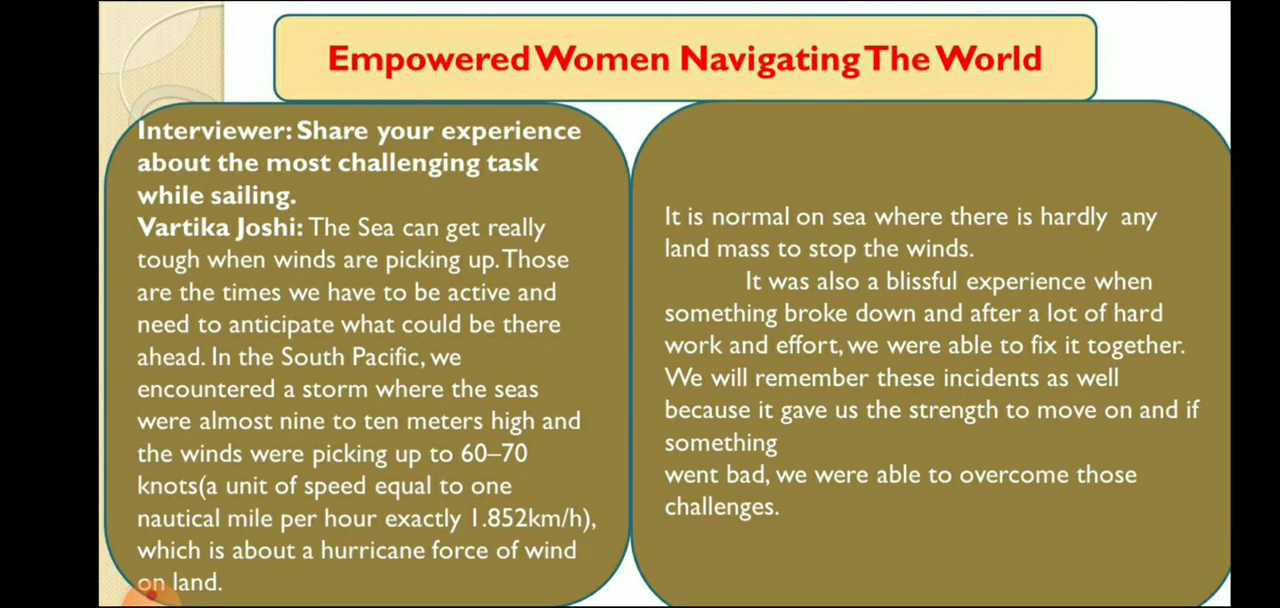 Empowered Women Navigating The World
Interviewer: Share your experience
about the most challenging task
while sailing.
Vartika Joshi: The Sea can get really
tough when winds are picking up. Those
are the times we have to be active and
need to anticipate what could be there
ahead. In the South Pacific, we
encountered a storm where the seas
were almost nine to ten meters high and
the winds were picking up to 60–70
knots(a unit of speed equal to one
nautical mile per hour exactly 1.852km/h),
which is about a hurricane force of wind
on land.
It is normal on sea where there is hardly any
land mass to stop the winds.
It was also a blissful experience when
something broke down and after a lot of hard
work and effort, we were able to fix it together.
We will remember these incidents as well
because it gave us the strength to move on and if
something
went bad, we were able to overcome those
challenges.